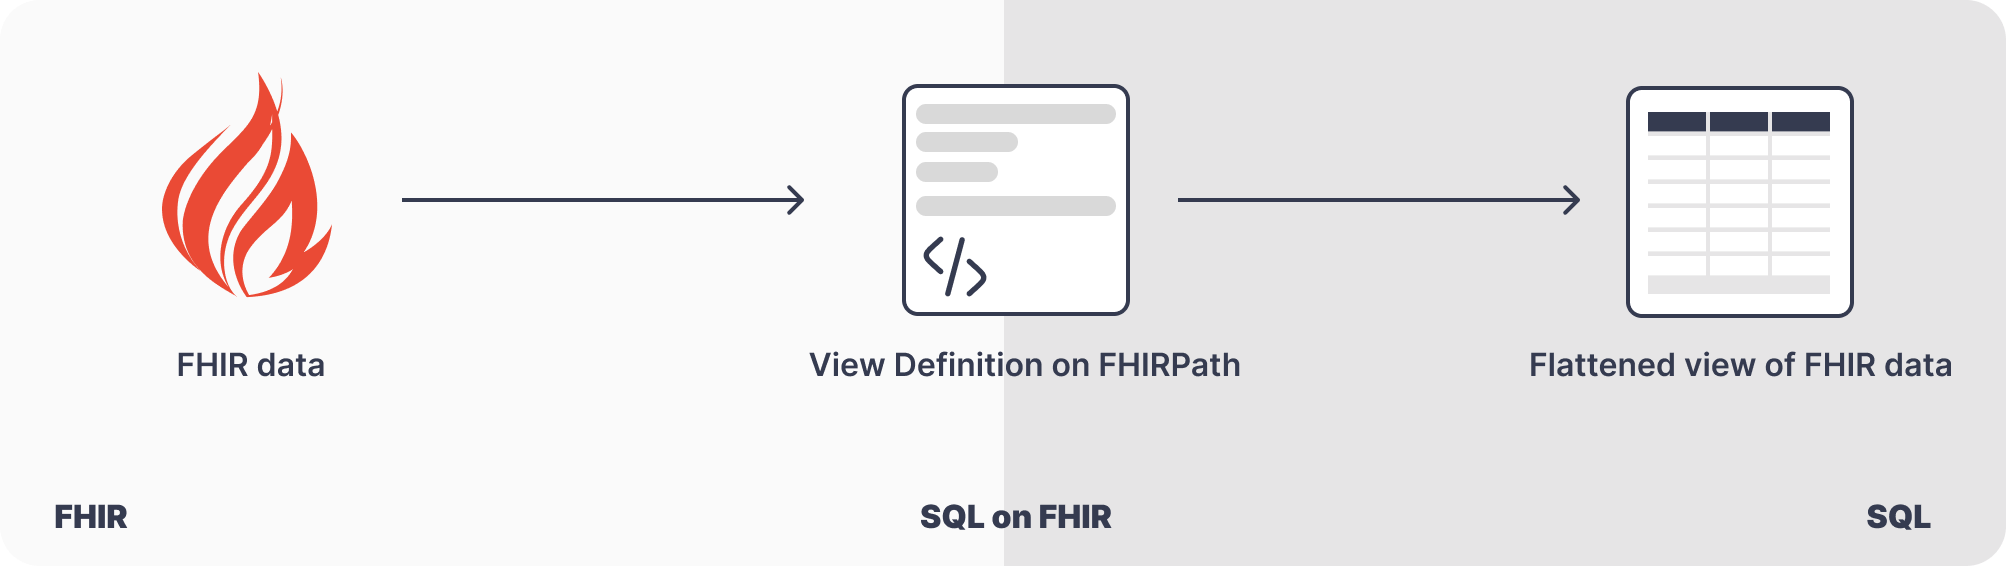 FHIR data
View Definition on FHIRPath
Flattened view of FHIR data
FHIR
SQL on FHIR
SQL